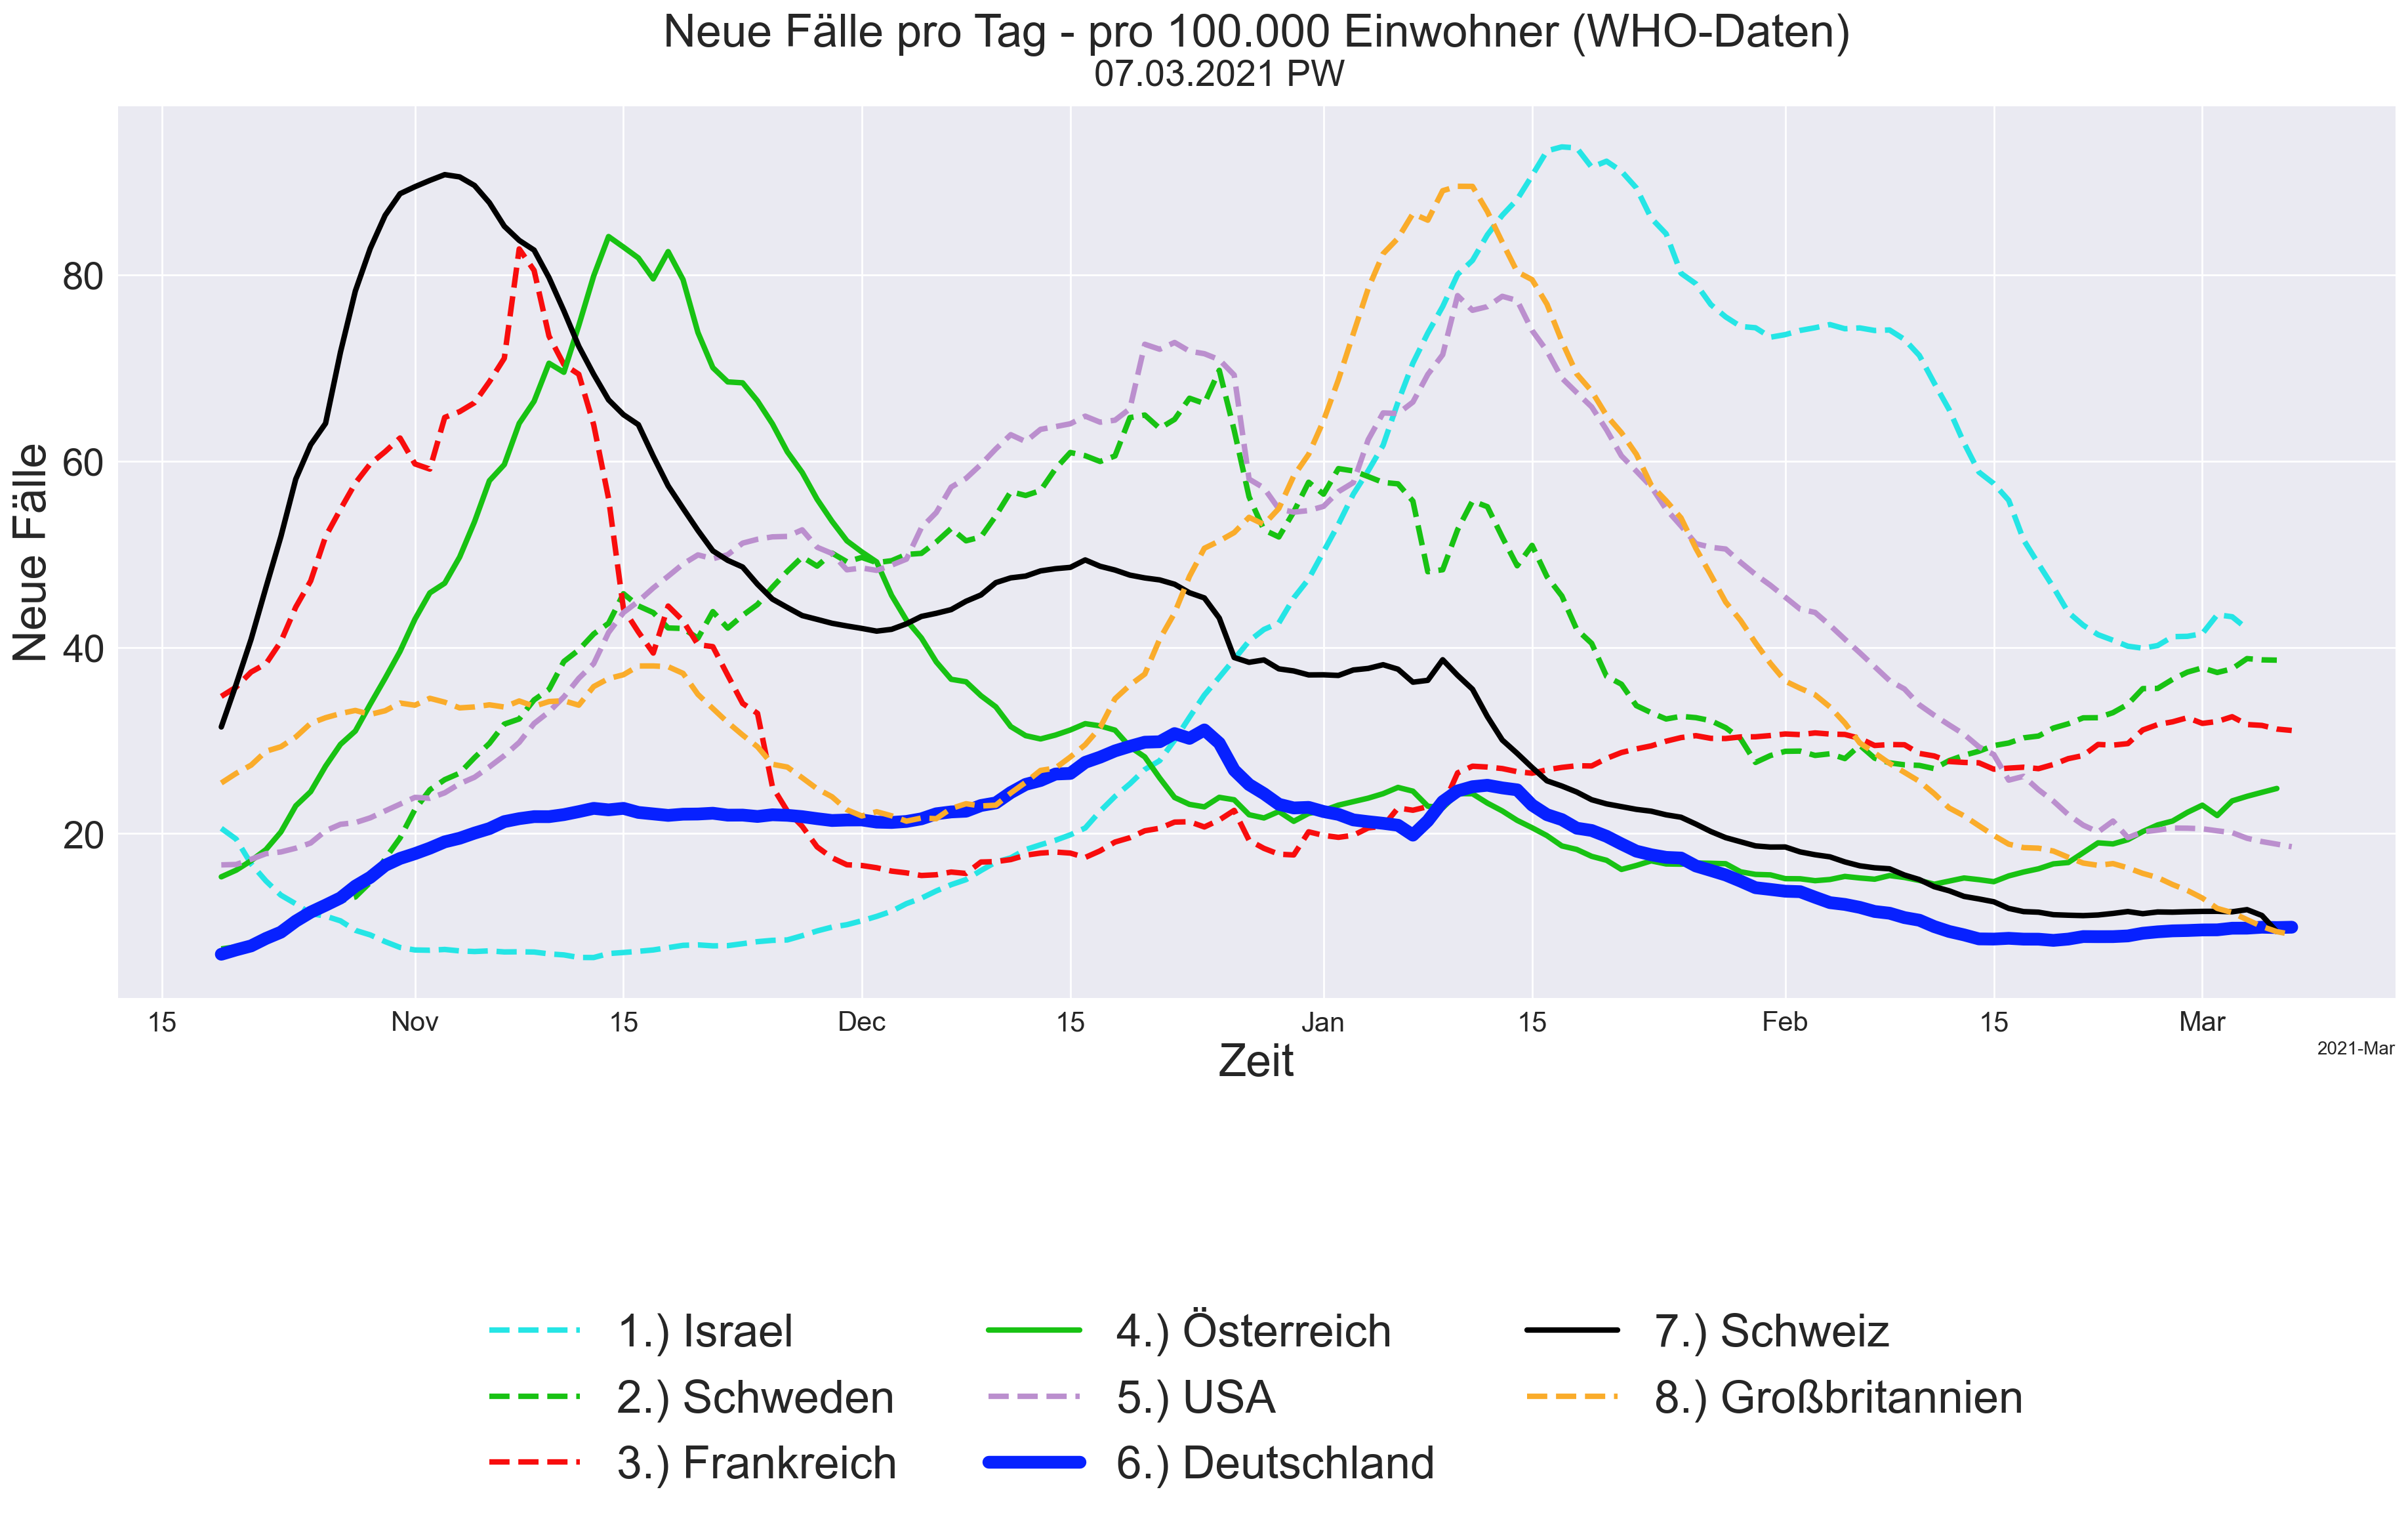 Neue Fälle pro Tag - pro 100.000 Einwohner (WHO-Daten)
07.03.2021 PW
Neue Fälle
80
60
40
20
15 Nov 15 Dec 15 Jan 15 Feb 15 Mar
2021-Mar
Zeit
1.) Israel
2.) Schweden
3.) Frankreich
4.) Österreich
5.) USA
6.) Deutschland
7.) Schweiz
8.) Großbritannien